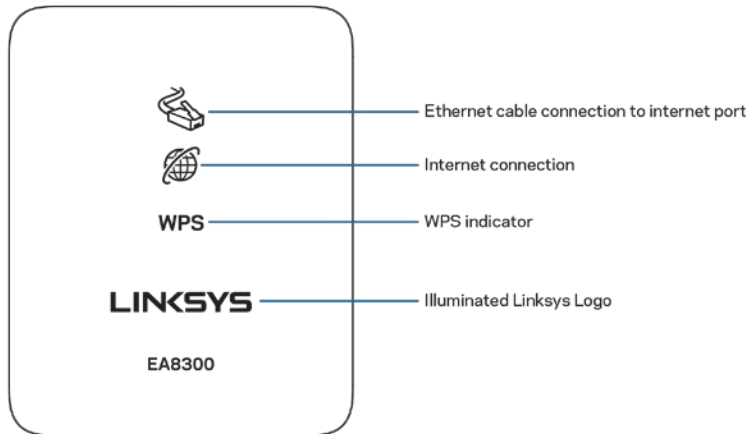 Ethernet cable connection to internet port
Internet connection
WPS WPS indicator
LINKSYS Illuminated Linksys Logo
EA8300